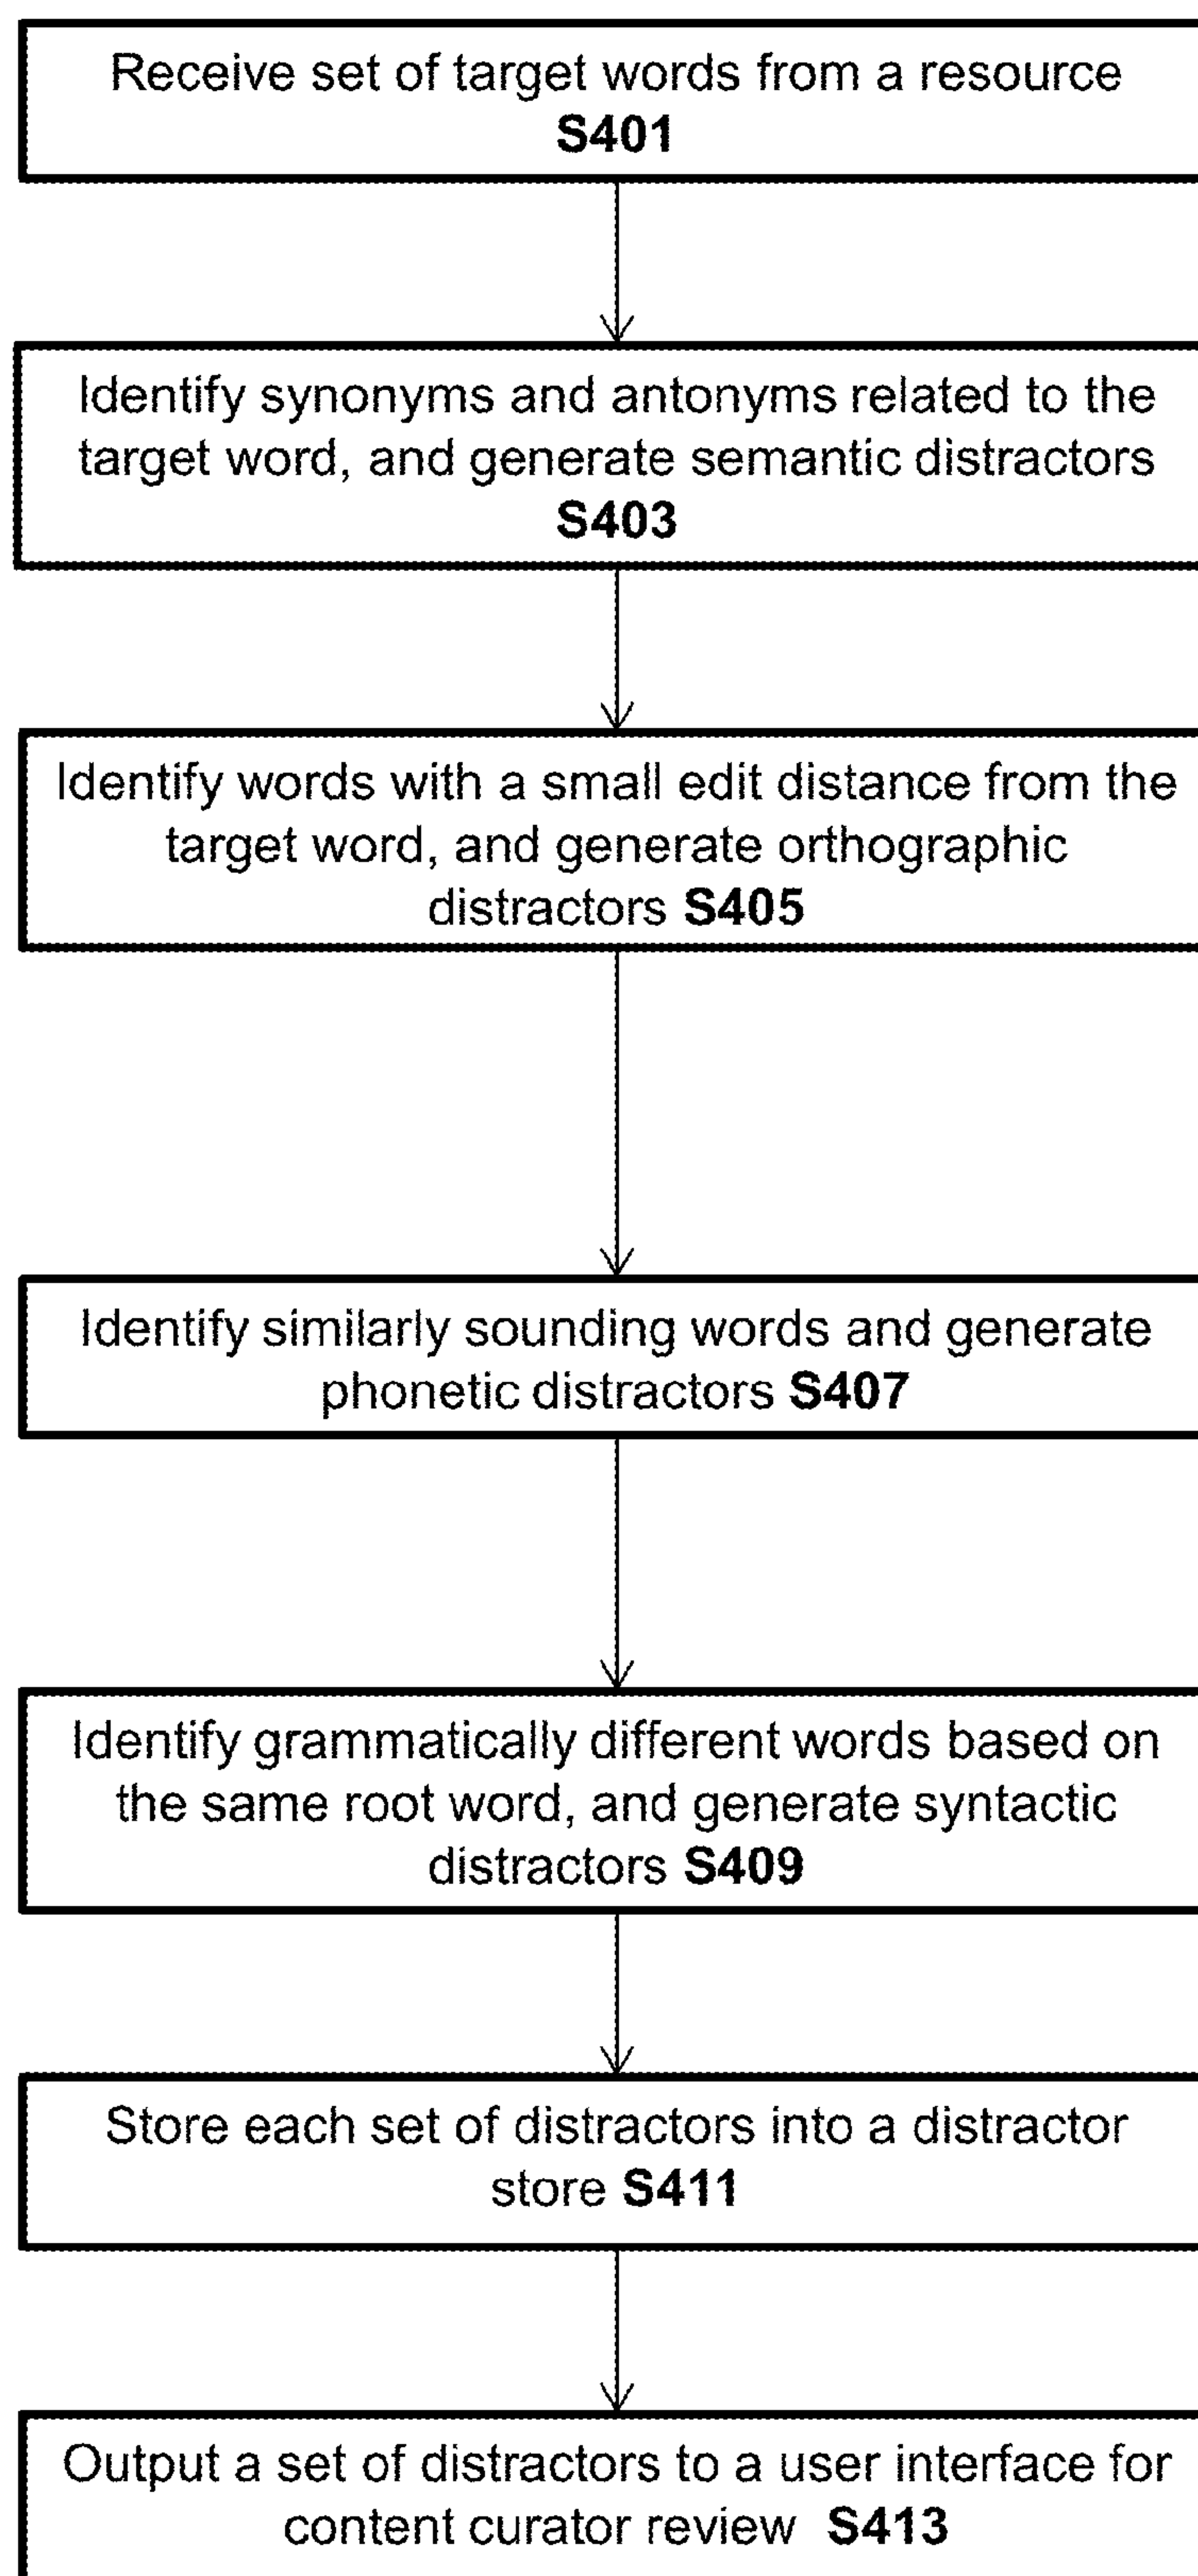 Receive set of target words from a resource
S401
Identify synonyms and antonyms related to the
target word, and generate semantic distractors
S403
Identify words with a small edit distance from the
target word, and generate orthographic
distractors S405
Identify similarly sounding words and generate
phonetic distractors S407
Identify grammatically different words based on
the same root word, and generate syntactic
distractors S409
Store each set of distractors into a distractor
store S411
Output a set of distractors to a user interface for
content curator review S413